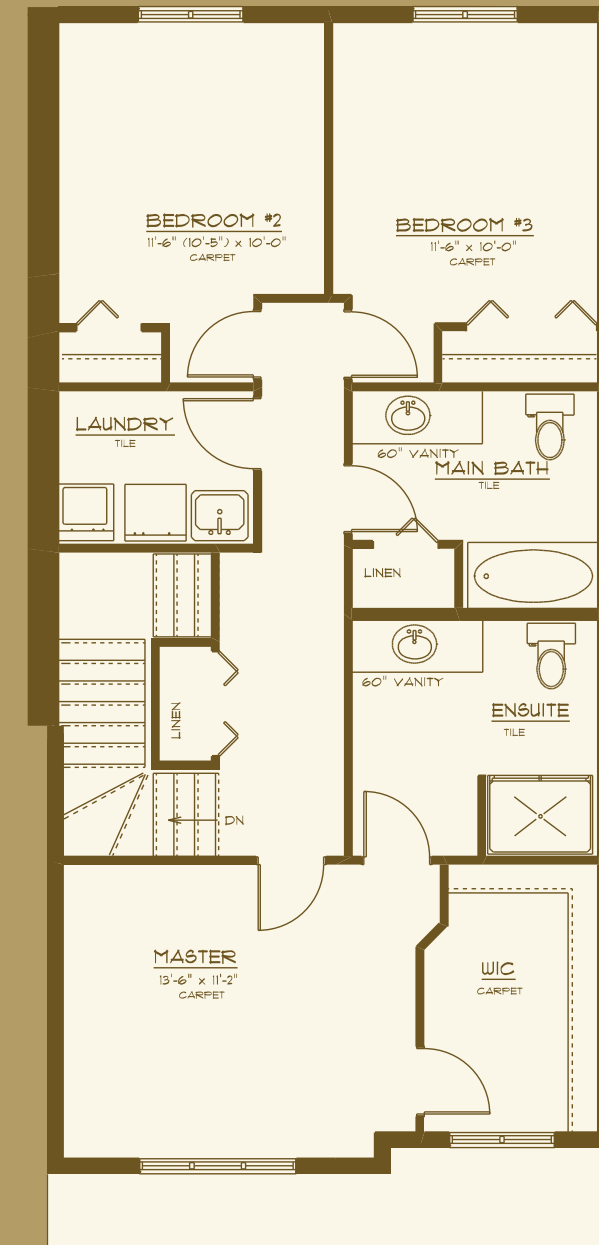 BEDROOM #2
11'-6" (10'-5") x 10'-0"
CARPET
BEDROOM #3
11'-6" x 10'-0"
CARPET
LAUNDRY
TILE
60" VANITY
MAIN BATH
TILE
LINEN
60" VANITY
LINEN
ENSUITE
TILE
DN
MASTER
13'-6" x 11'-2"
CARPET
WIC
CARPET